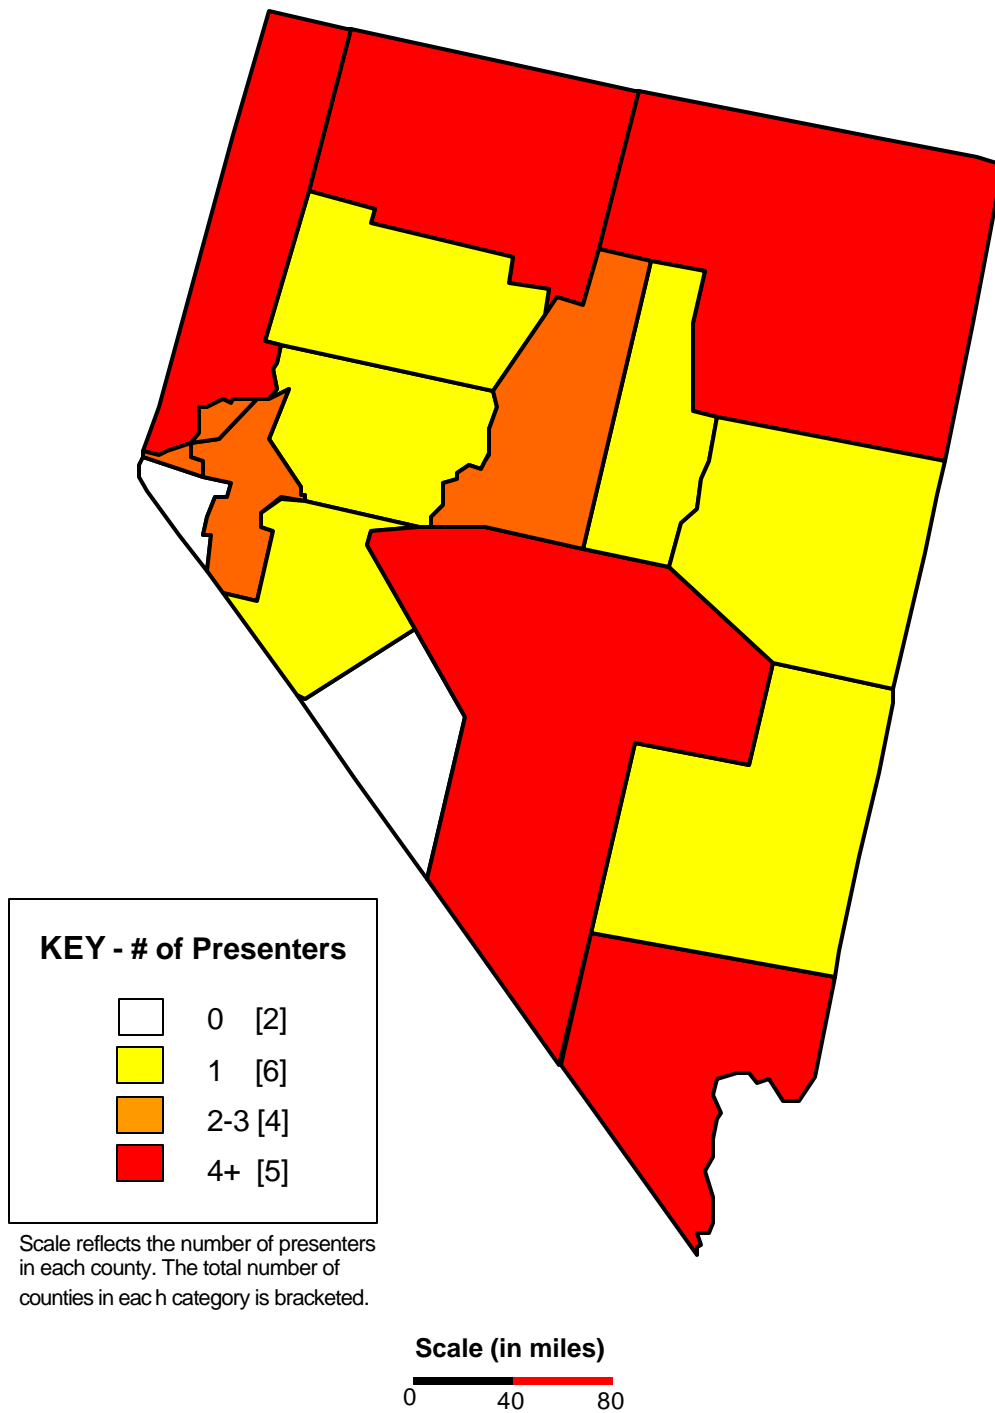 KEY - # of Presenters
0 [2]
1 [6]
2-3 [4]
4+ [5]
Scale reflects the number of presenters
in each county. The total number of
counties in eac h category is bracketed.
Scale (in miles)
0 40 80